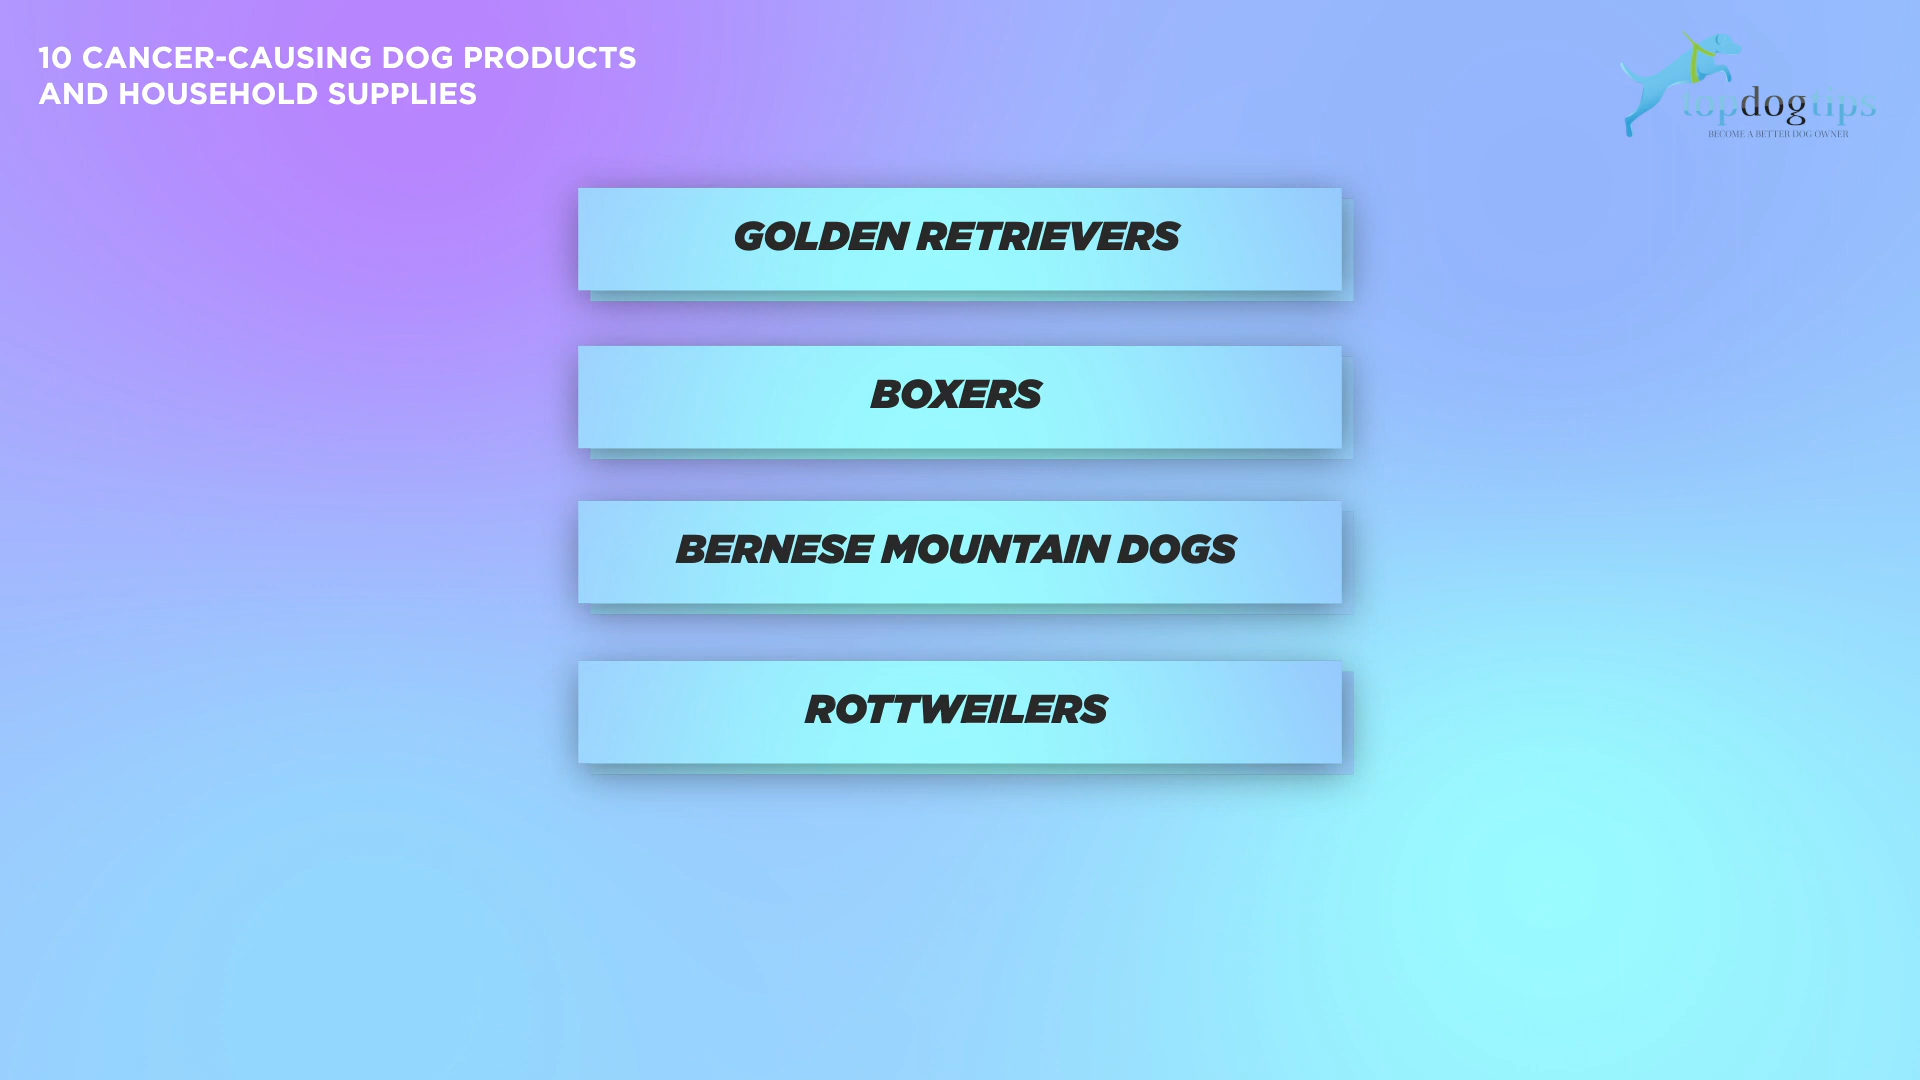 10 CANCER-CAUSING DOG PRODUCTS
AND HOUSEHOLD SUPPLIES
topdogtips
BECOME A BETTER DOG OWNER
GOLDEN RETRIEVERS
BOXERS
BERNESE MOUNTAIN DOGS
ROTTWEILERS